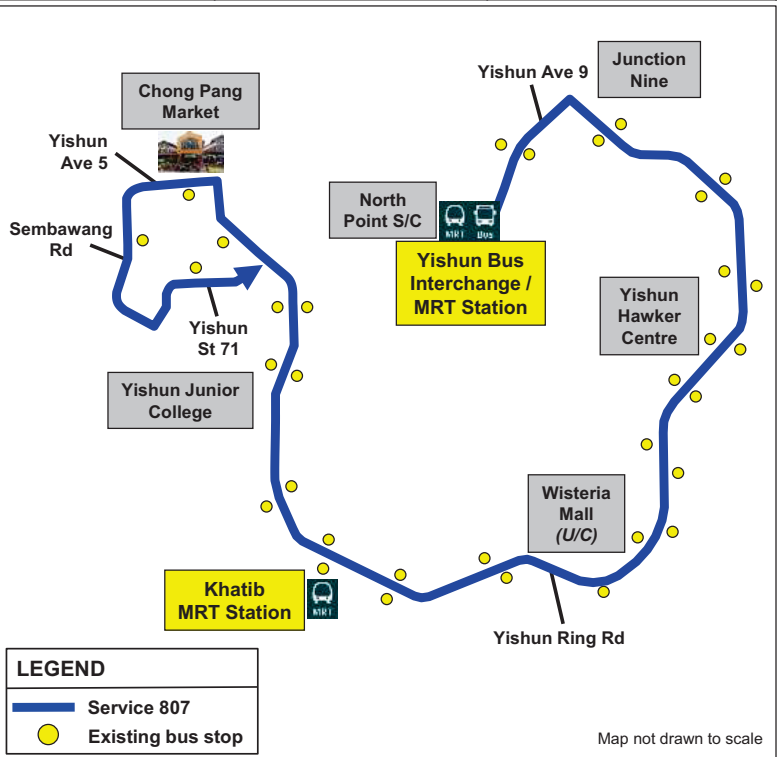 Junction
Nine
Yishun Ave 9
Chong Pang
Market
Yishun
Ave 5
North
Point S/C
MRT
Bus
Sembawang
Rd
Yishun Bus
Interchange /
MRT Station
Yishun
Hawker
Centre
Yishun
St 71
Yishun Junior
College
Wisteria
Mall
(U/C)
Khatib
MRT Station
MRT
Yishun Ring Rd
LEGEND
Service 807
Existing bus stop
Map not drawn to scale